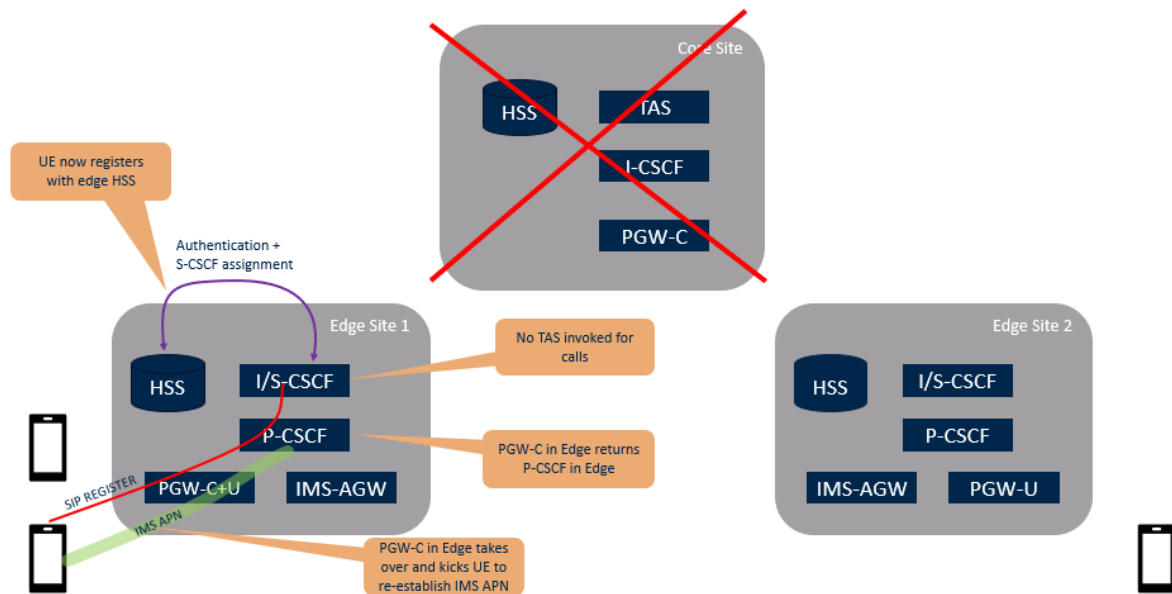 Core Site
HSS
TAS
I-CSCF
PGW-C
UE now registers
with edge HSS
Authentication +
S-CSCF assignment
Edge Site 1
HSS
I/S-CSCF
P-CSCF
PGW-C+U
IMS-AGW
SIP REGISTER
IMS APN
No TAS invoked for
calls
PGW-C in Edge returns
P-CSCF in Edge
PGW-C in Edge takes
over and kicks UE to
re-establish IMS APN
Edge Site 2
HSS
I/S-CSCF
P-CSCF
IMS-AGW
PGW-U